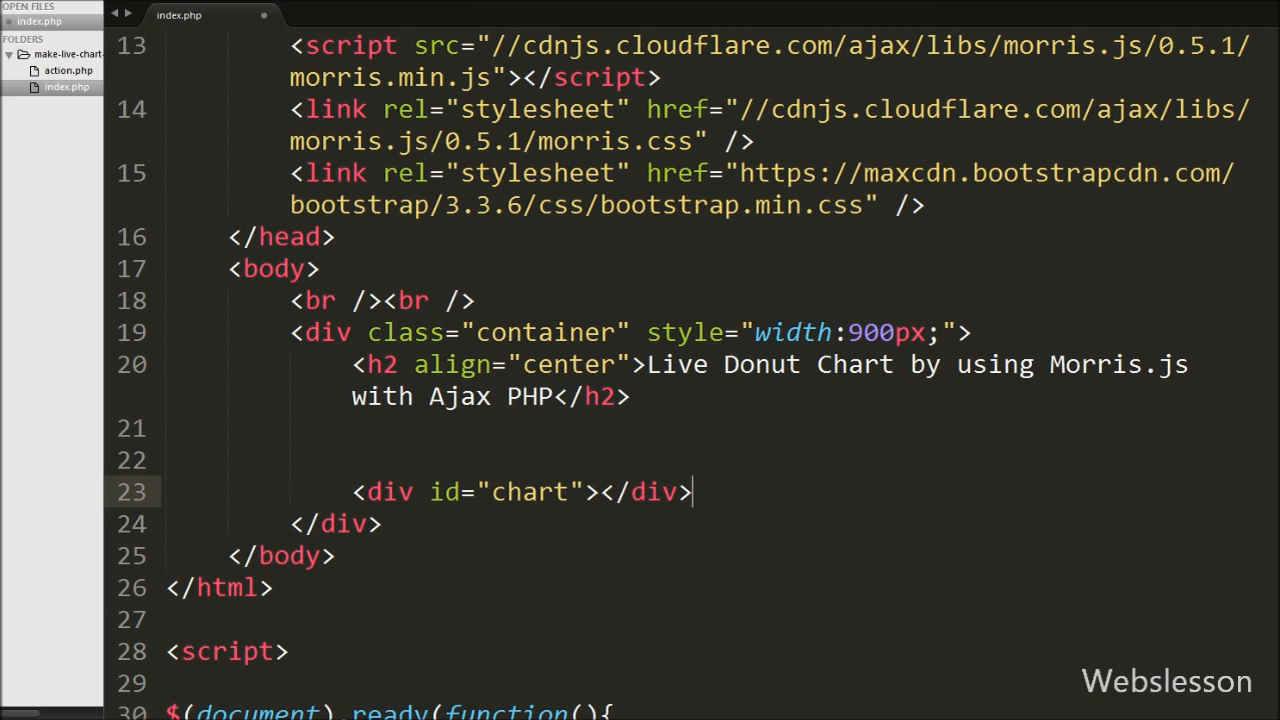 OPEN FILES
index.php
FOLDERS
make-live-chart-
action.php
index.php
index.php
13 <script src="//cdnjs.cloudflare.com/ajax/libs/morris.js/0.5.1/
morris.min.js"></script>
14 <link rel="stylesheet" href="//cdnjs.cloudflare.com/ajax/libs/
morris.js/0.5.1/morris.css" />
15 <link rel="stylesheet" href="https://maxcdn.bootstrapcdn.com/
bootstrap/3.3.6/css/bootstrap.min.css" />
16 </head>
17 <body>
18 <br /><br />
19 <div class="container" style="width:900px;">
20 <h2 align="center">Live Donut Chart by using Morris.js
with Ajax PHP</h2>
21
22
23 <div id="chart"></div>
24 </div>
25 </body>
26 </html>
27
28 <script>
29
30 $(document).ready(function(){
Webslesson